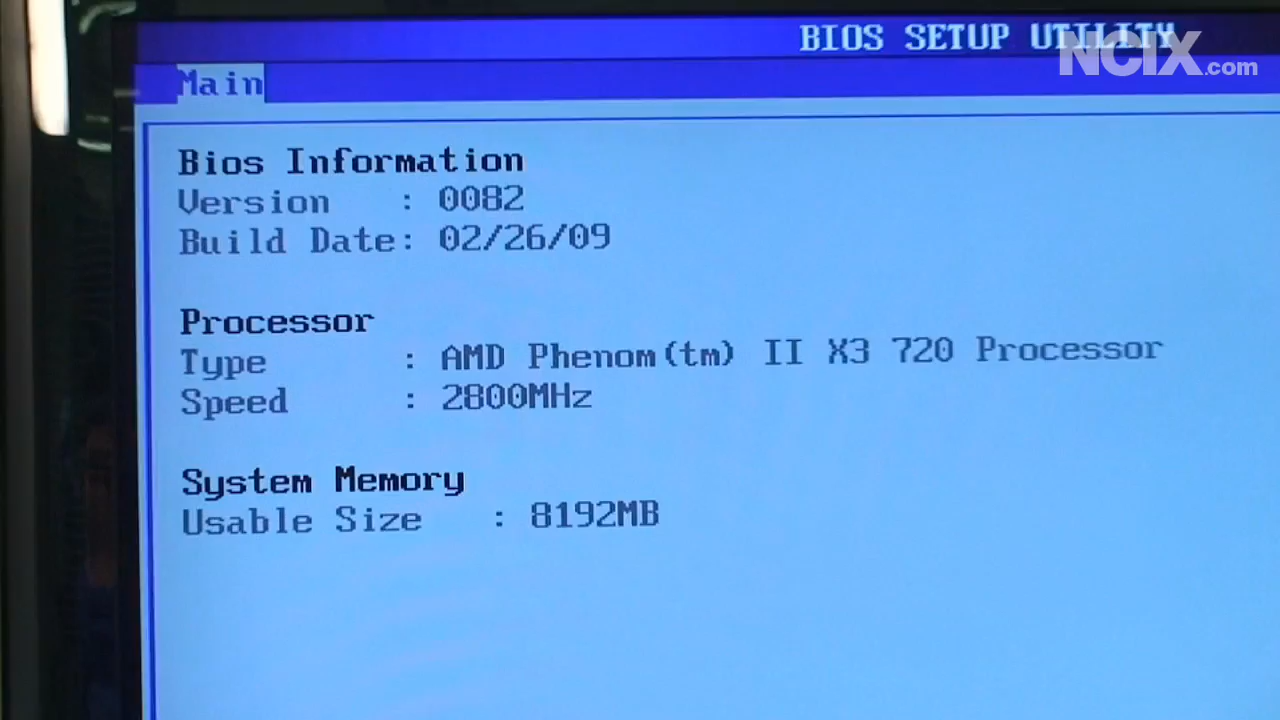 BIOS SETUP UTILITY
NCIX.com
Main
Bios Information
Version : 0082
Build Date: 02/26/09
Processor
Type : AMD Phenom(tm) II X3 720 Processor
Speed : 2800MHz
System Memory
Usable Size : 8192MB